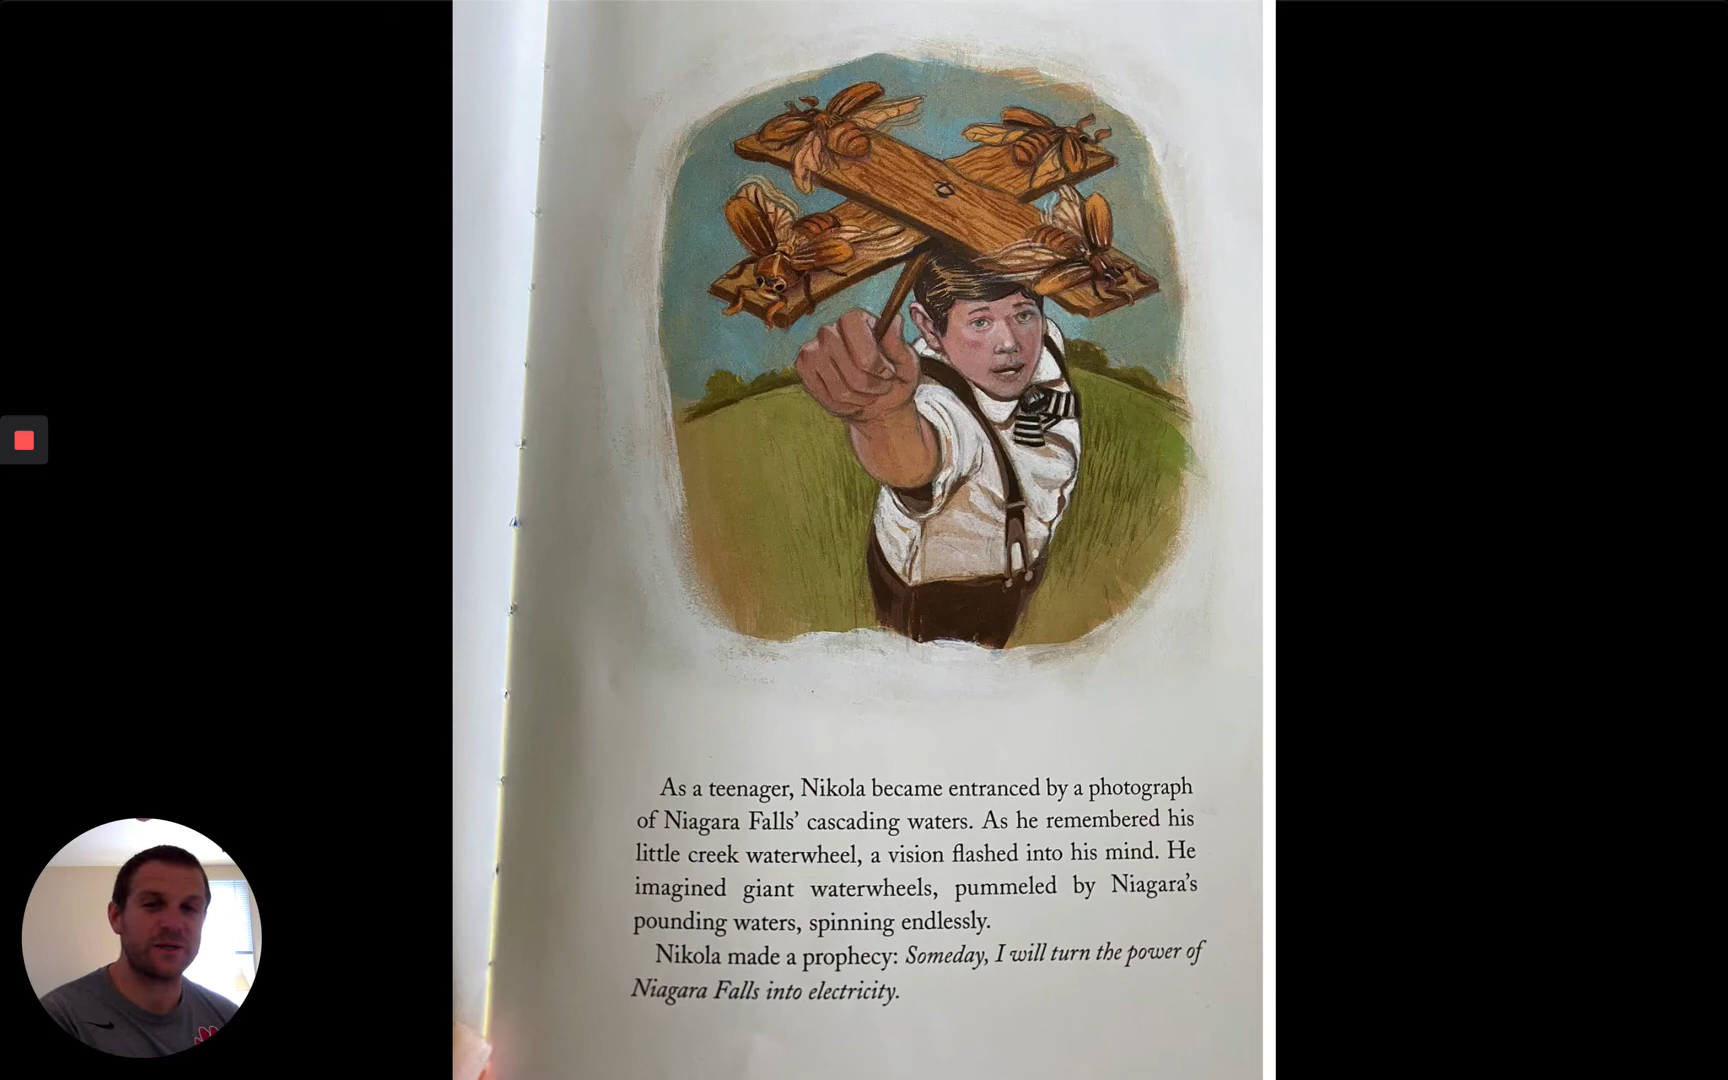 As a teenager, Nikola became entranced by a photograph
of Niagara Falls’ cascading waters. As he remembered his
little creek waterwheel, a vision flashed into his mind. He
imagined giant waterwheels, pummeled by Niagara’s
pounding waters, spinning endlessly.
Nikola made a prophecy: Someday, I will turn the power of
Niagara Falls into electricity.